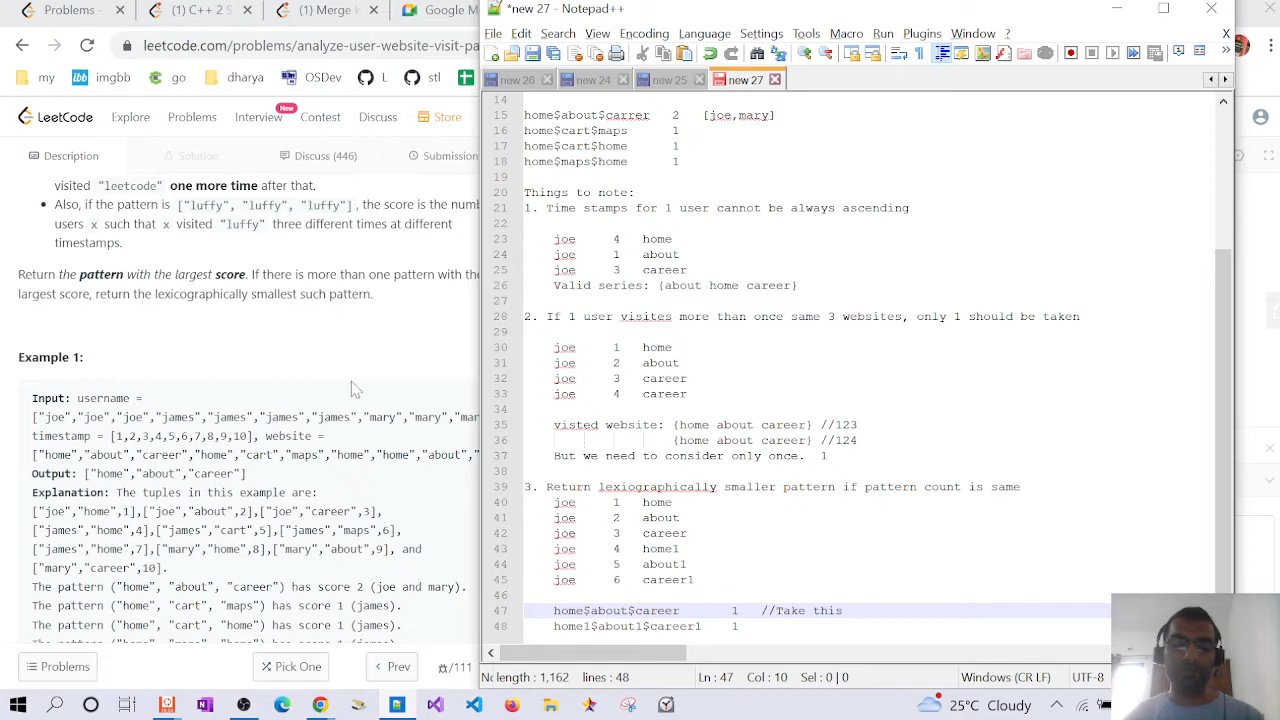 Problems -
(1) C++ 2 S
(1) Merge k
Google M
leetcode.com/problems/analyze-user-website-visit-pa
my
imgbb
go
dharya
OSDev
L
stl
LeetCode
Explore
Problems
Interview
New
Contest
Discuss
Store
Description
Solution
Discuss (446)
Submission
visited "leetcode" one more time after that.
Also, if the pattern is ["luffy", "luffy", "luffy"], the score is the numb
users x such that x visited "luffy" three different times at different
timestamps.
Return the pattern with the largest score. If there is more than one pattern with the
largest score, return the lexicographically smallest such pattern.
Example 1:
Input: username =
["joe","joe","joe","james","james","james","james","mary","mary","mar
timestamp = [1,2,3,4,5,6,7,8,9,10], website =
["home","about","career","home","cart","maps","home","home","about",
Output: ["home","about","career"]
Explanation: The tuples in this example are:
["joe","home",1],["joe","about",2],["joe","career",3],
["james","home",4],["james","cart",5],["james","maps",6],
["james","home",7],["mary","home",8],["mary","about",9], and
["mary","career",10].
The pattern ("home", "about", "career") has score 2 (joe and mary).
The pattern ("home", "cart", "maps") has score 1 (james).
The pattern ("home", "cart", "home") has score 1 (james).
Problems
Pick One
Prev
/111
*new 27 - Notepad++
File Edit Search View Encoding Language Settings Tools Macro Run Plugins Window ? X
new 26
new 24
new 25
new 27
14
15 home$about$carrer 2 [joe,mary]
16 home$cart$maps 1
17 home$cart$home 1
18 home$maps$home 1
19
20 Things to note:
21 1. Time stamps for 1 user cannot be always ascending
22
23 joe 4 home
24 joe 1 about
25 joe 3 career
26 Valid series: {about home career}
27
28 2. If 1 user visites more than once same 3 websites, only 1 should be taken
29
30 joe 1 home
31 joe 2 about
32 joe 3 career
33 joe 4 career
34
35 visted website: {home about career} //123
36 {home about career} //124
37 But we need to consider only once. 1
38
39 3. Return lexiographically smaller pattern if pattern count is same
40 joe 1 home
41 joe 2 about
42 joe 3 career
43 joe 4 home1
44 joe 5 about1
45 joe 6 career1
46
47 home$about$career 1 //Take this
48 home1$about1$career1 1
length : 1,162 lines : 48
Ln : 47 Col : 10 Sel : 0 | 0
Windows (CR LF)
UTF-8
25°C Cloudy